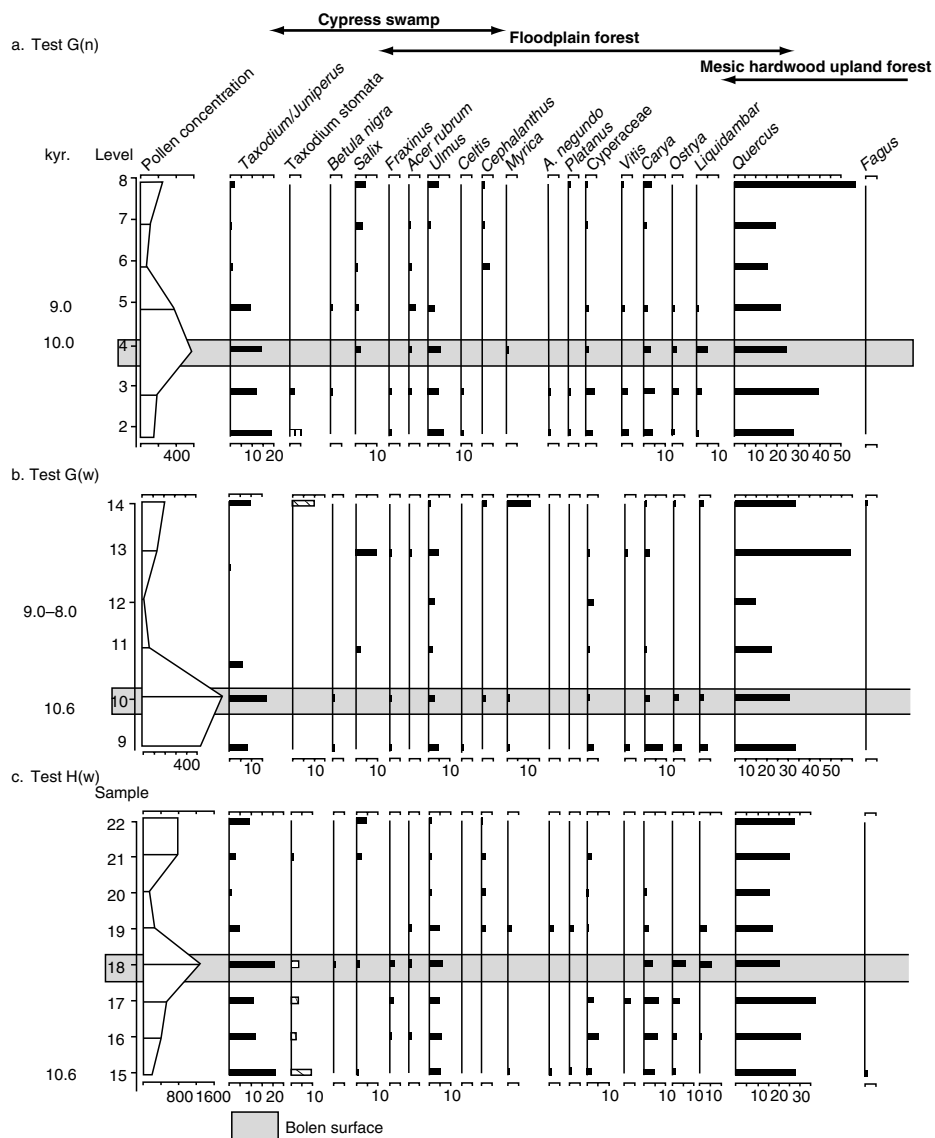 Cypress swamp
a. Test G(n)
Floodplain forest
Mesic hardwood upland forest
kyr. Level Pollen concentration Taxodium/Juniperus Taxodium stomata Betula nigra Salix Fraxinus Acer rubrum Ulmus Celtis Cephalanthus Myrica A. negundo Platanus Cyperaceae Vitis Carya Ostrya Liquidambar Quercus Fagus
8
7
6
9.0 5
10.0 4
3
2
400 10 20 10 10 10 10 10 10 20 30 40 50
b. Test G(w)
14
13
9.0–8.0 12
11
10.6 10
9
400 10 10 10 10 10 10 20 30 40 50
c. Test H(w)
Sample
22
21
20
19
18
17
16
10.6 15
800 1600 10 20 10 10 10 10 10 10 10 20 30
Bolen surface